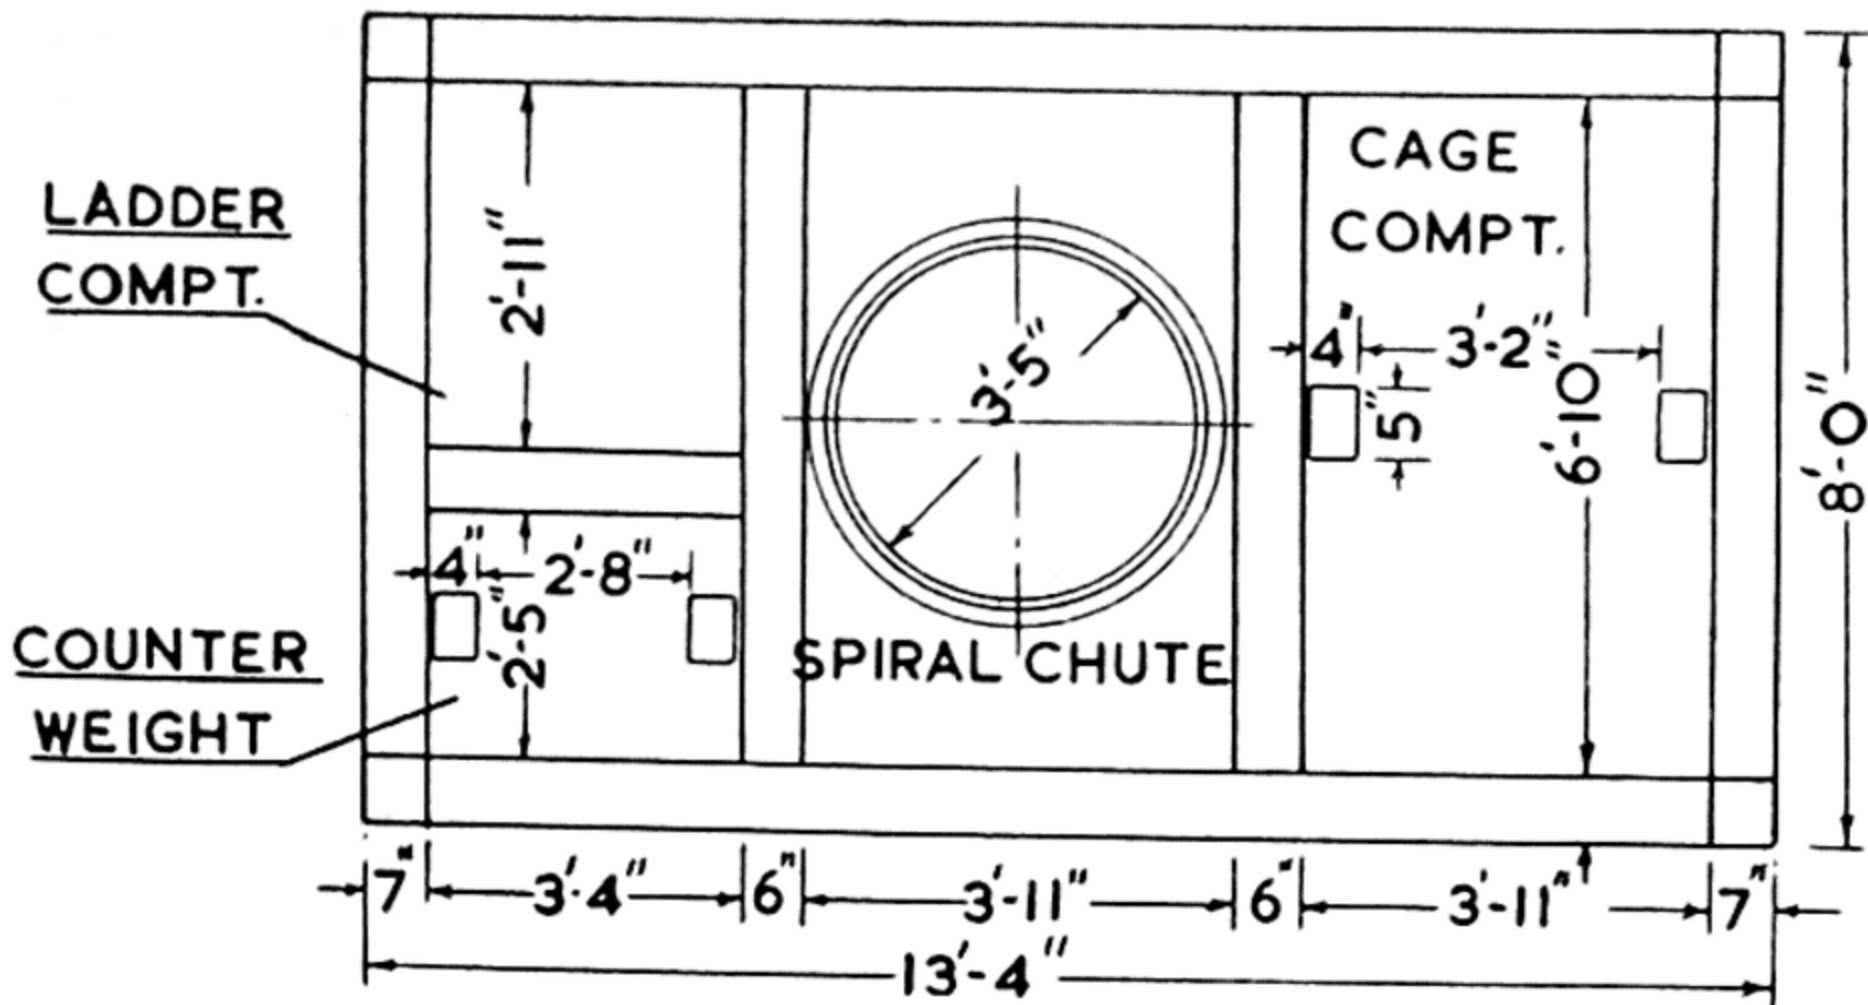 LADDER
COMPT.
2'-11"
CAGE
COMPT.
4" 3'-2"
5"
6'-10"
8'-0"
3'-5"
4" 2'-8"
2'-5"
COUNTER
WEIGHT
SPIRAL CHUTE
7" 3'-4" 6" 3'-11" 6" 3'-11" 7"
13'-4"